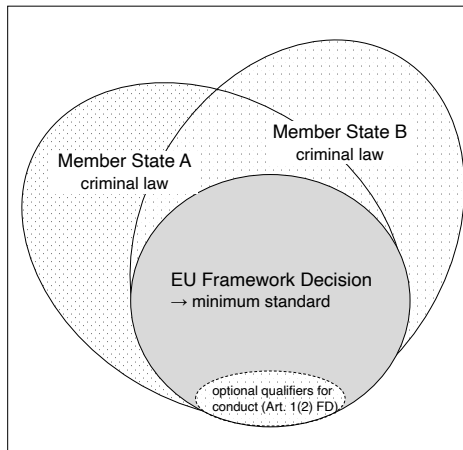 Member State B
criminal law
Member State A
criminal law
EU Framework Decision
→ minimum standard
optional qualifiers for
conduct (Art. 1(2) FD)